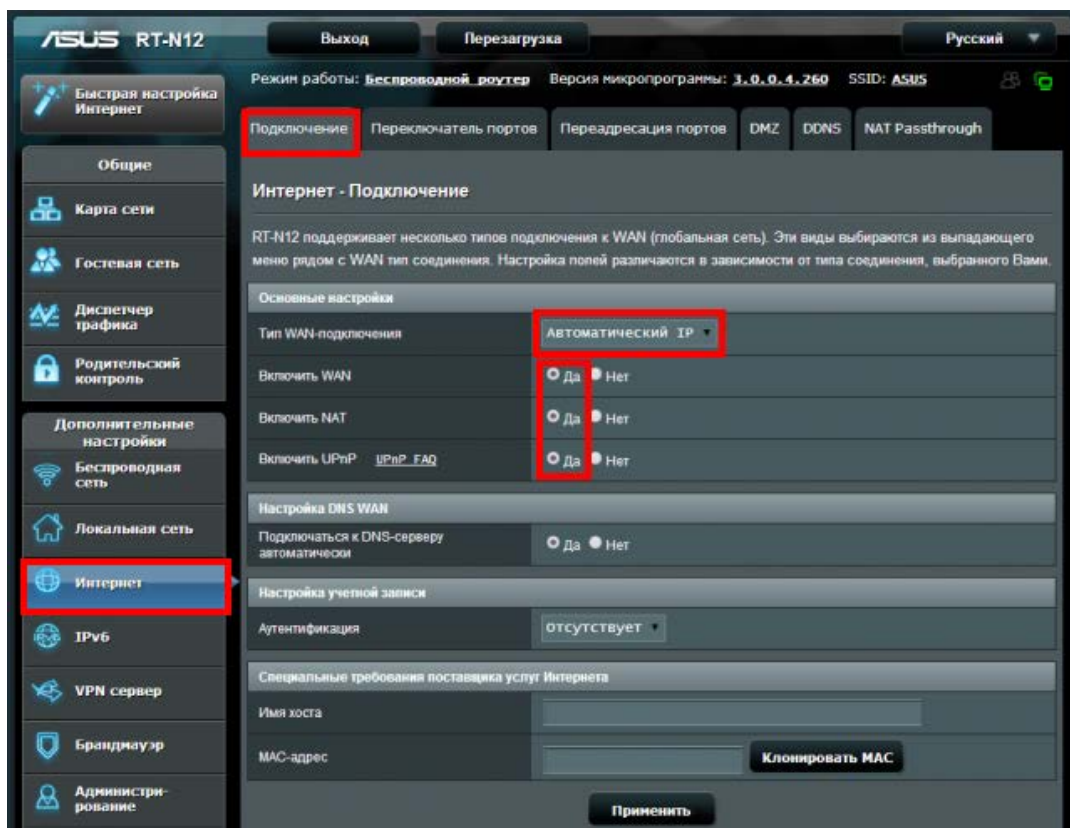 ASUS RT-N12
Выход
Перезагрузка
Русский
Быстрая настройка
Интернет
Режим работы: Беспроводной роутер Версия микропрограммы: 3.0.0.4.260 SSID: ASUS
Подключение
Переключатель портов
Переадресация портов
DMZ
DDNS
NAT Passthrough
Общие
Карта сети
Гостевая сеть
Диспетчер
трафика
Родительский
контроль
Дополнительные
настройки
Беспроводная
сеть
Локальная сеть
Интернет
IPv6
VPN сервер
Брандмауэр
Администри-
рование
Интернет - Подключение
RT-N12 поддерживает несколько типов подключения к WAN (глобальная сеть). Эти виды выбираются из выпадающего
меню рядом с WAN тип соединения. Настройка полей различаются в зависимости от типа соединения, выбранного Вами.
Основные настройки
Тип WAN-подключения
Автоматический IP
Включить WAN
Да Нет
Включить NAT
Да Нет
Включить UPnP UPnP FAQ
Да Нет
Настройка DNS WAN
Подключаться к DNS-серверу
автоматически
Да Нет
Настройка учетной записи
Аутентификация
отсутствует
Специальные требования поставщика услуг Интернета
Имя хоста
MAC-адрес
Клонировать MAC
Применить